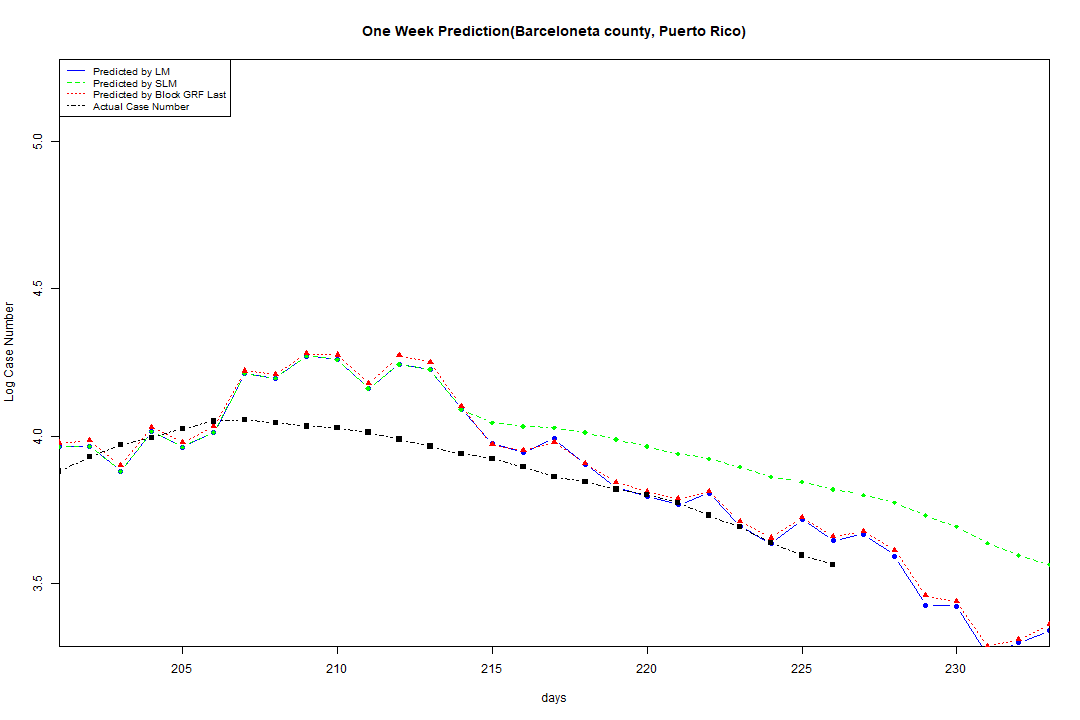 One Week Prediction(Barceloneta county, Puerto Rico)
Predicted by LM
Predicted by SLM
Predicted by Block GRF Last
Actual Case Number
5.0
4.5
4.0
3.5
Log Case Number
205 210 215 220 225 230
days